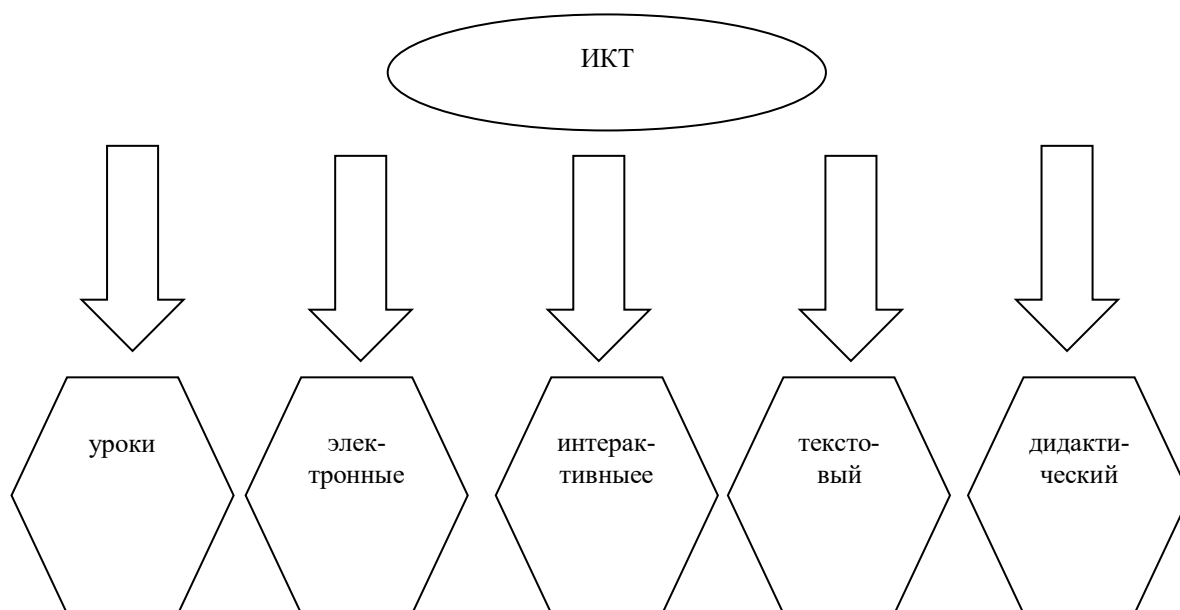 ИКТ
уроки
элек-
тронные
интерак-
тивныее
тексто-
вый
дидакти-
ческий